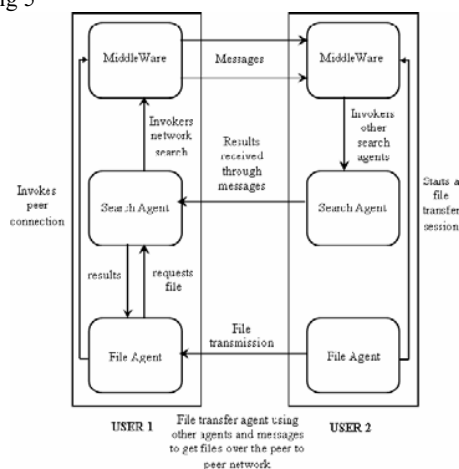 ng 5
MiddleWare
Messages
MiddleWare
Invokers
network
search
Results
received
through
messages
Invokers
other
search
agents
Invokes
peer
connection
Search Agent
Search Agent
Starts a
file
transfer
session
results
requests
file
File
transmission
File Agent
File Agent
USER 1
USER 2
File transfer agent using
other agents and messages
to get files over the peer to
peer network